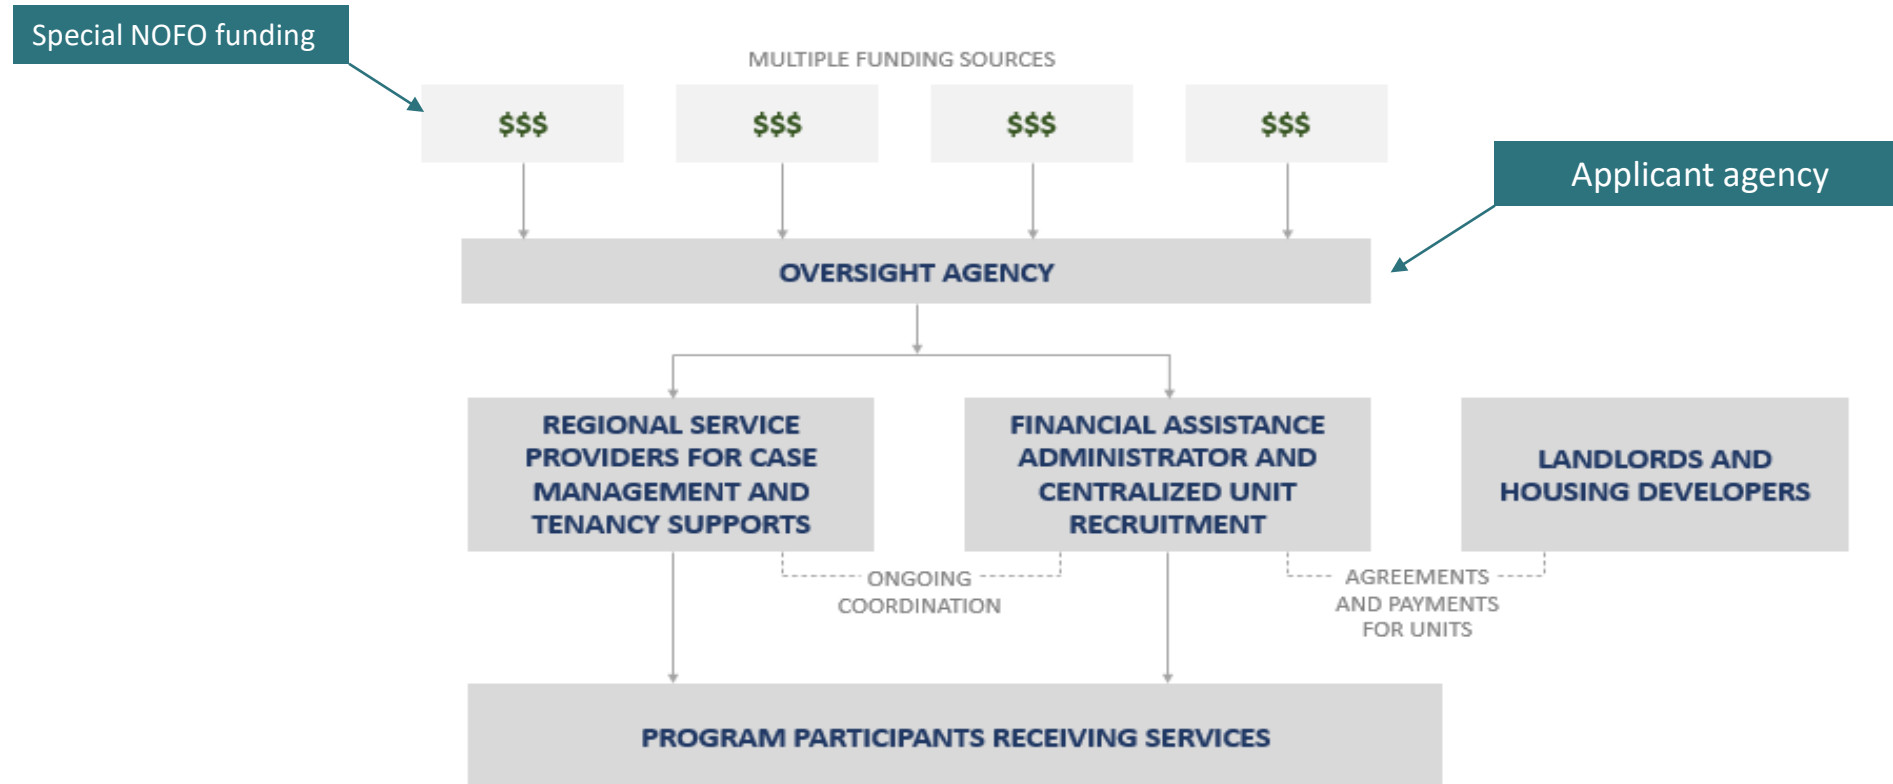 Special NOFO funding
MULTIPLE FUNDING SOURCES
$$$
$$$
$$$
$$$
Applicant agency
OVERSIGHT AGENCY
REGIONAL SERVICE
PROVIDERS FOR CASE
MANAGEMENT AND
TENANCY SUPPORTS
FINANCIAL ASSISTANCE
ADMINISTRATOR AND
CENTRALIZED UNIT
RECRUITMENT
LANDLORDS AND
HOUSING DEVELOPERS
ONGOING
COORDINATION
AGREEMENTS
AND PAYMENTS
FOR UNITS
PROGRAM PARTICIPANTS RECEIVING SERVICES